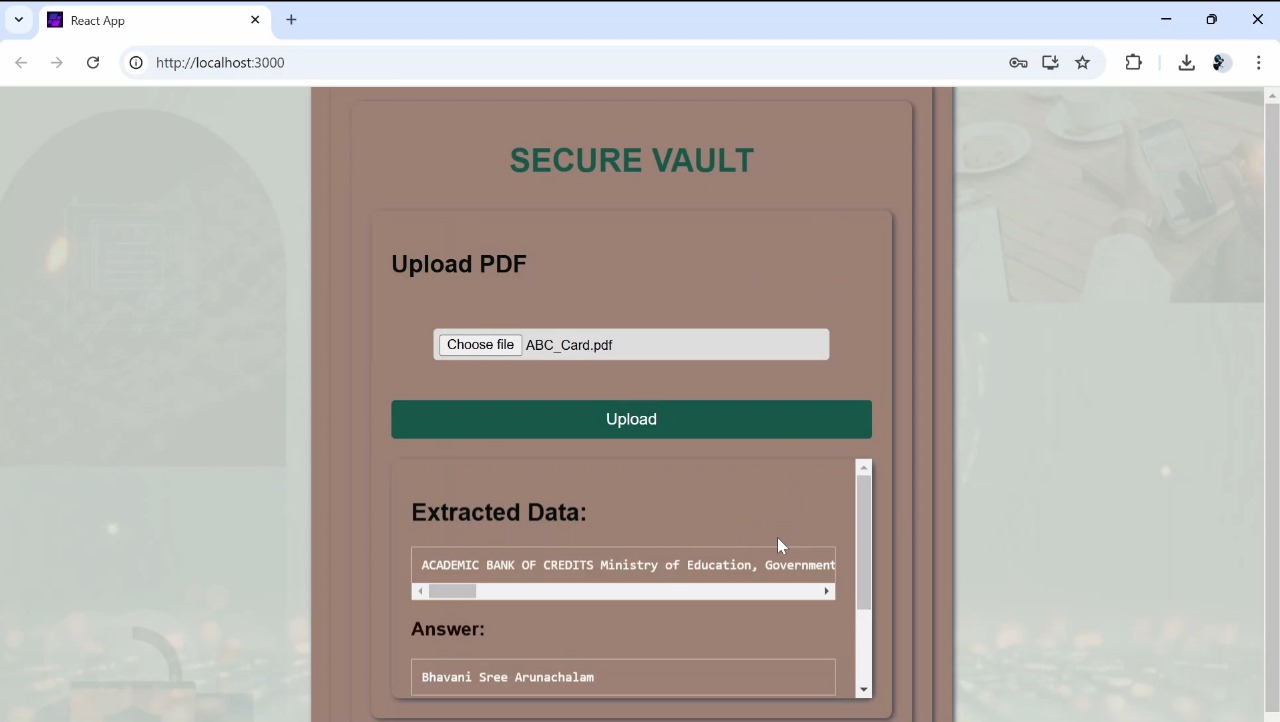 React App
http://localhost:3000
SECURE VAULT
Upload PDF
Choose file ABC_Card.pdf
Upload
Extracted Data:
ACADEMIC BANK OF CREDITS Ministry of Education, Government
Answer:
Bhavani Sree Arunachalam